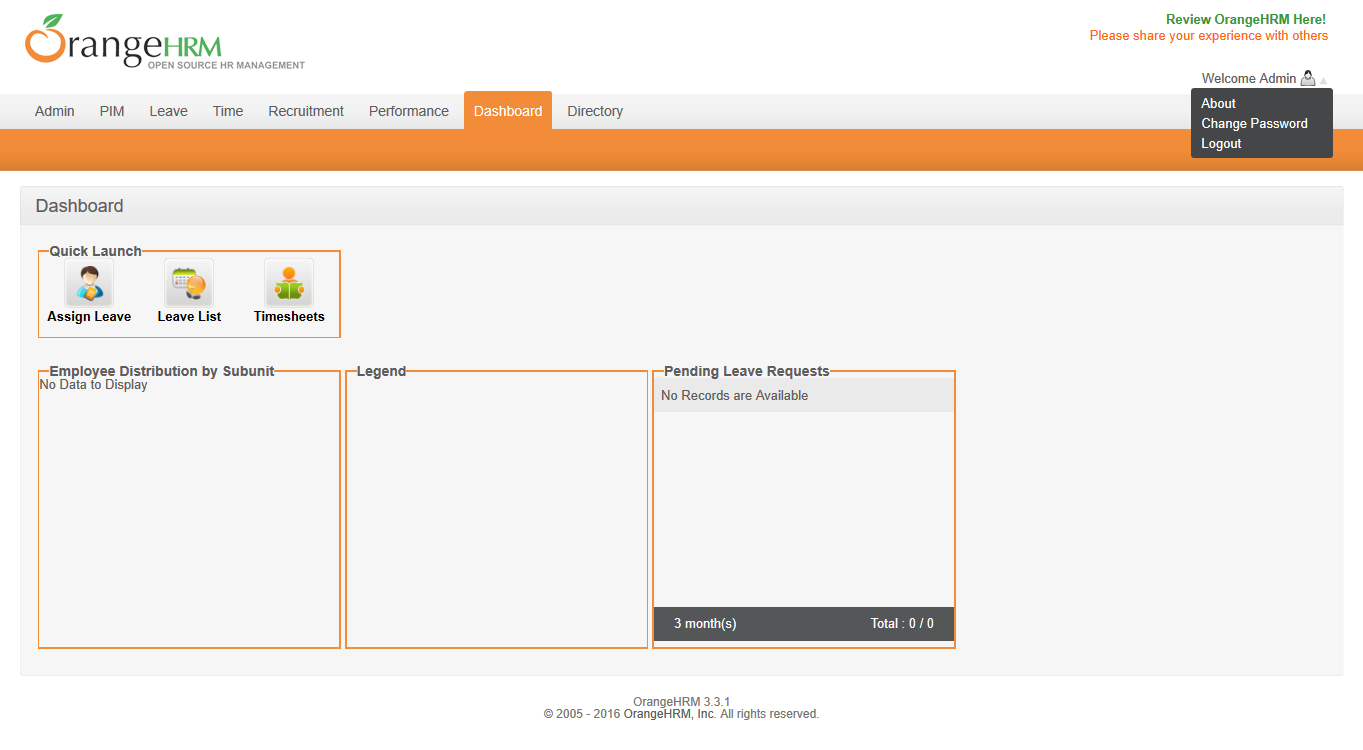 OrangeHRM
OPEN SOURCE HR MANAGEMENT
Review OrangeHRM Here!
Please share your experience with others
Welcome Admin
About
Change Password
Logout
Admin PIM Leave Time Recruitment Performance Dashboard Directory
Dashboard
Quick Launch
Assign Leave Leave List Timesheets
Employee Distribution by Subunit
No Data to Display
Legend
Pending Leave Requests
No Records are Available
3 month(s) Total : 0 / 0
OrangeHRM 3.3.1
© 2005 - 2016 OrangeHRM, Inc. All rights reserved.